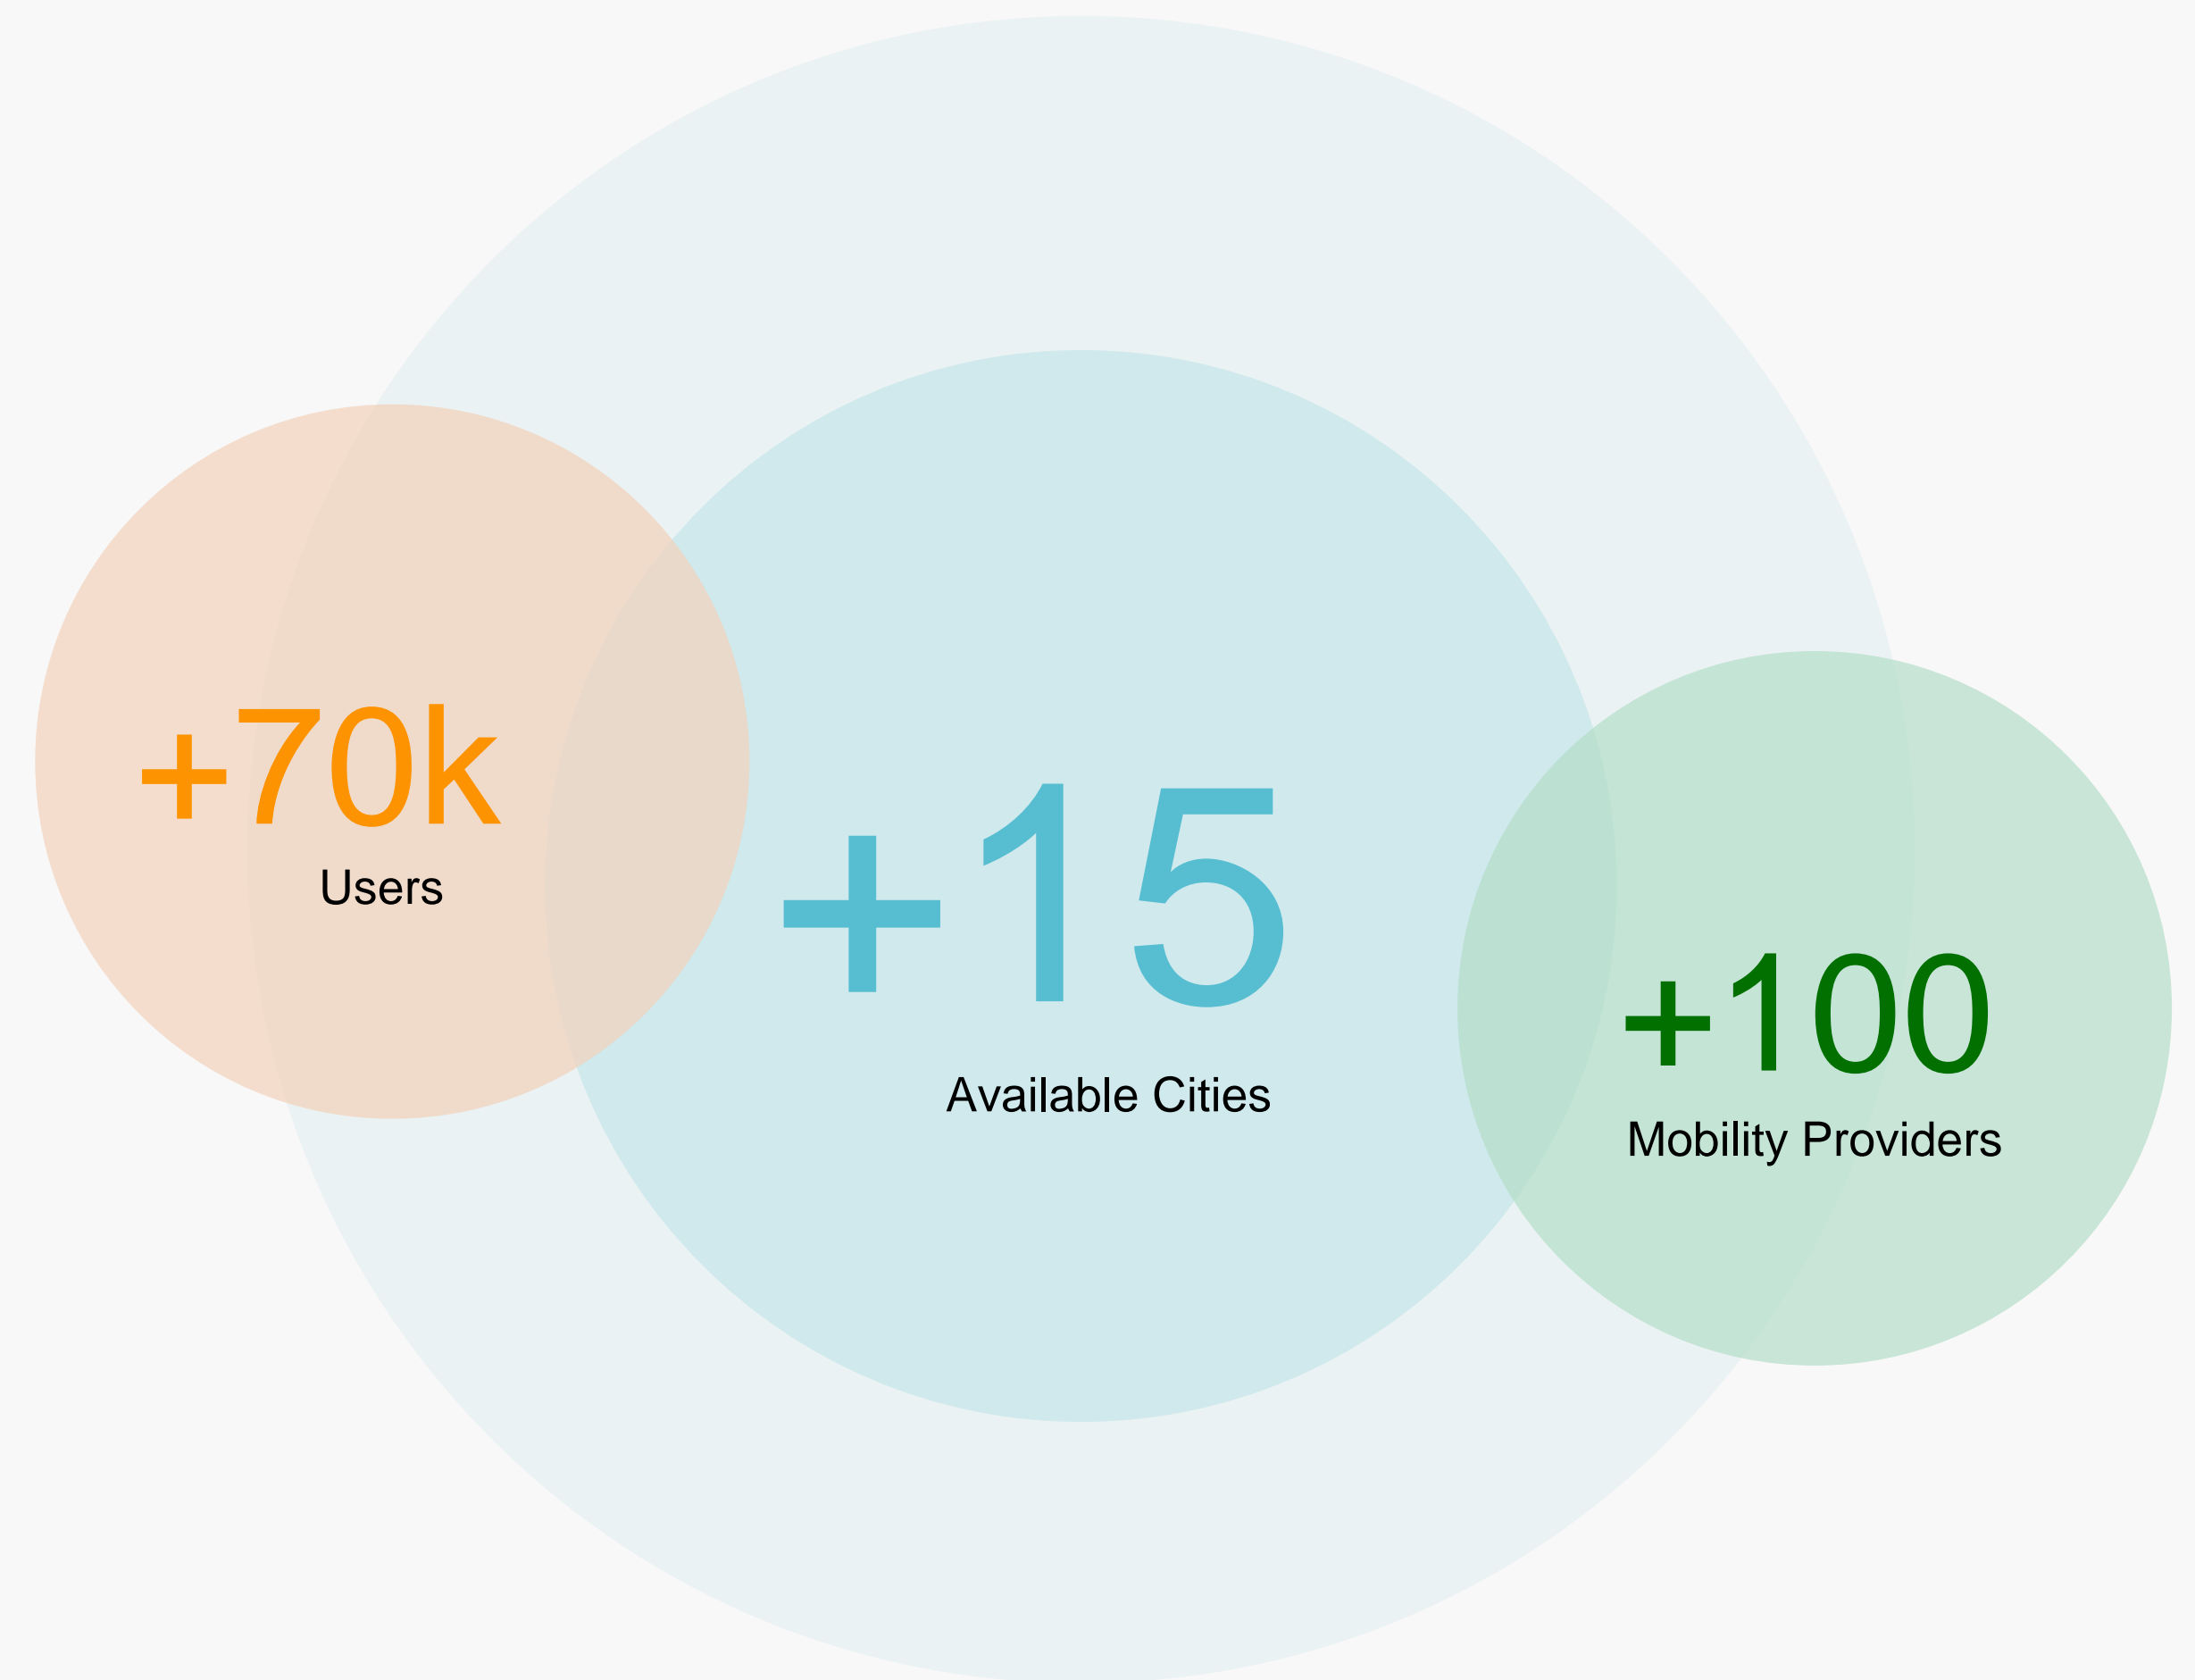 +70k
Users
+15
Available Cities
+100
Mobility Providers